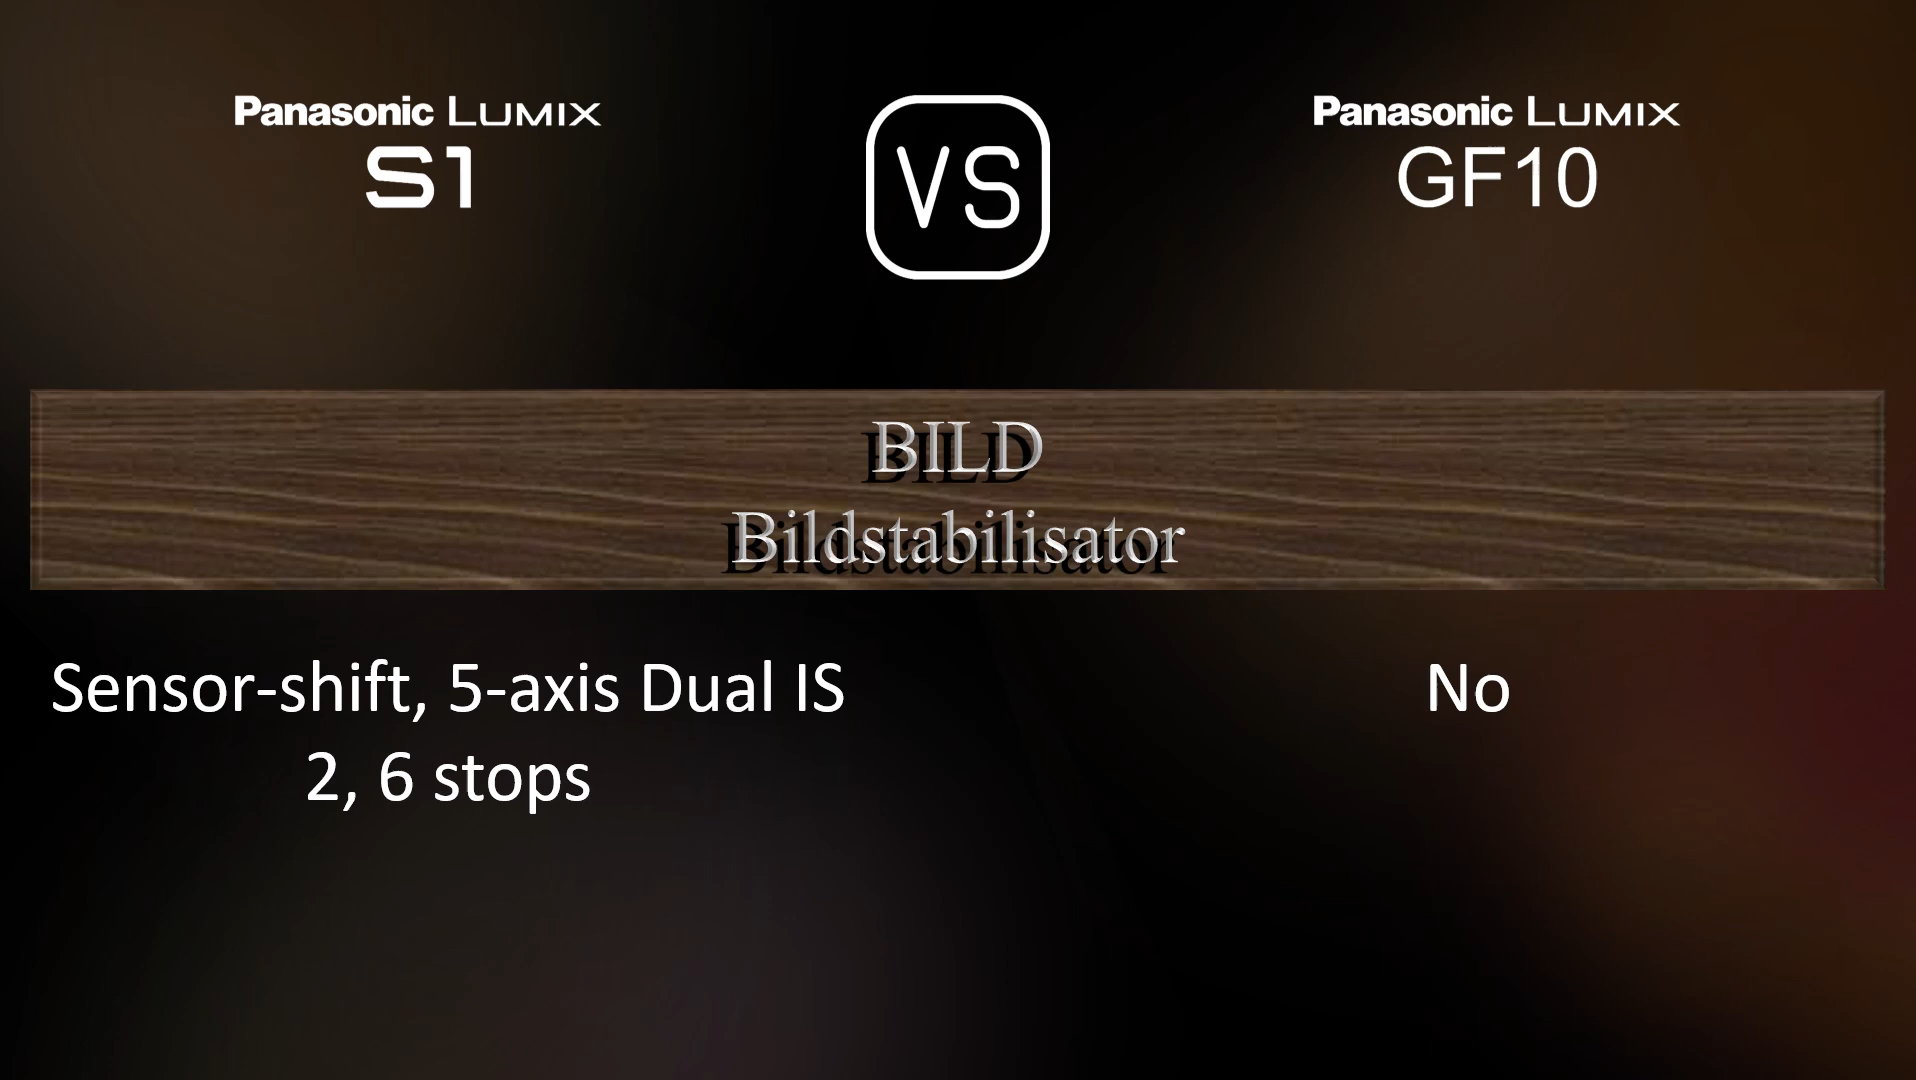 Panasonic LUMIX
S1
VS
Panasonic LUMIX
GF10
BILD
Bildstabilisator
Sensor-shift, 5-axis Dual IS
2, 6 stops
No